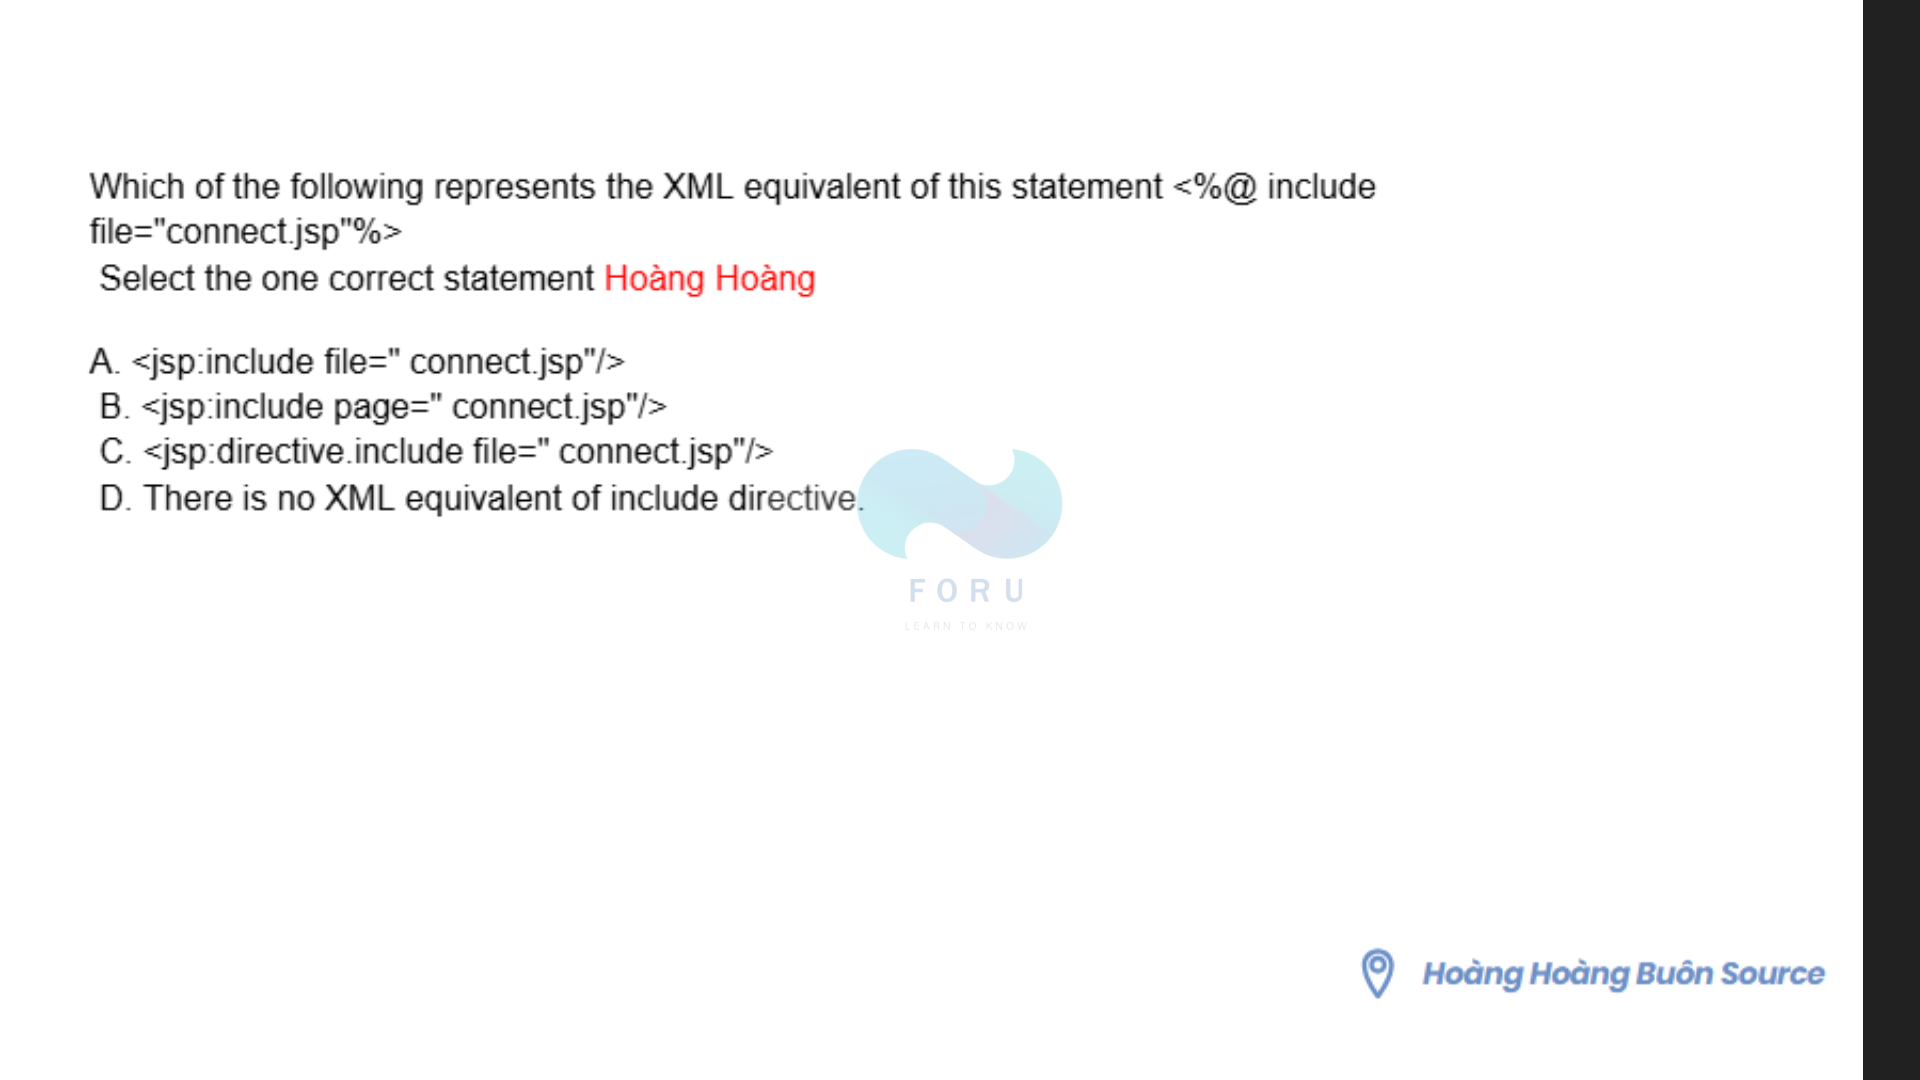 Which of the following represents the XML equivalent of this statement <%@ include
file="connect.jsp"%>
Select the one correct statement Hoàng Hoàng
A. <jsp:include file=" connect.jsp"/>
B. <jsp:include page=" connect.jsp"/>
C. <jsp:directive.include file=" connect.jsp"/>
D. There is no XML equivalent of include directive.
FORU
LEARN TO KNOW
Hoàng Hoàng Buôn Source